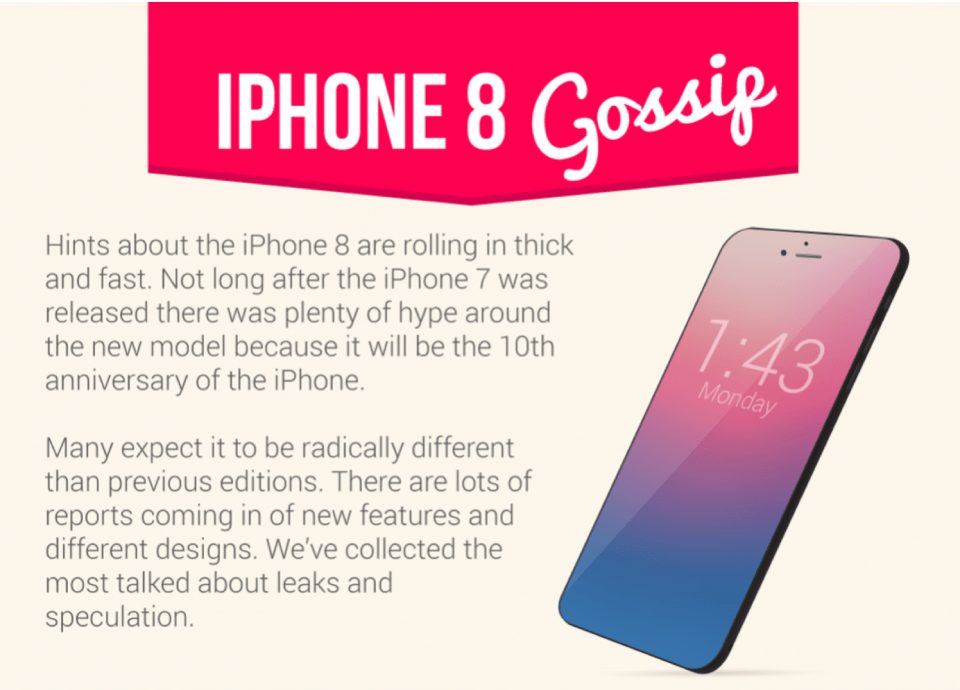 IPHONE 8 Gossip
Hints about the iPhone 8 are rolling in thick
and fast. Not long after the iPhone 7 was
released there was plenty of hype around
the new model because it will be the 10th
anniversary of the iPhone.
Many expect it to be radically different
than previous editions. There are lots of
reports coming in of new features and
different designs. We've collected the
most talked about leaks and
speculation.
1:43
Monday